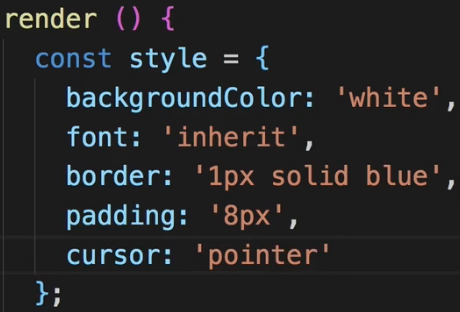 render () {
const style = {
backgroundColor: 'white',
font: 'inherit',
border: '1px solid blue',
padding: '8px',
cursor: 'pointer'
};